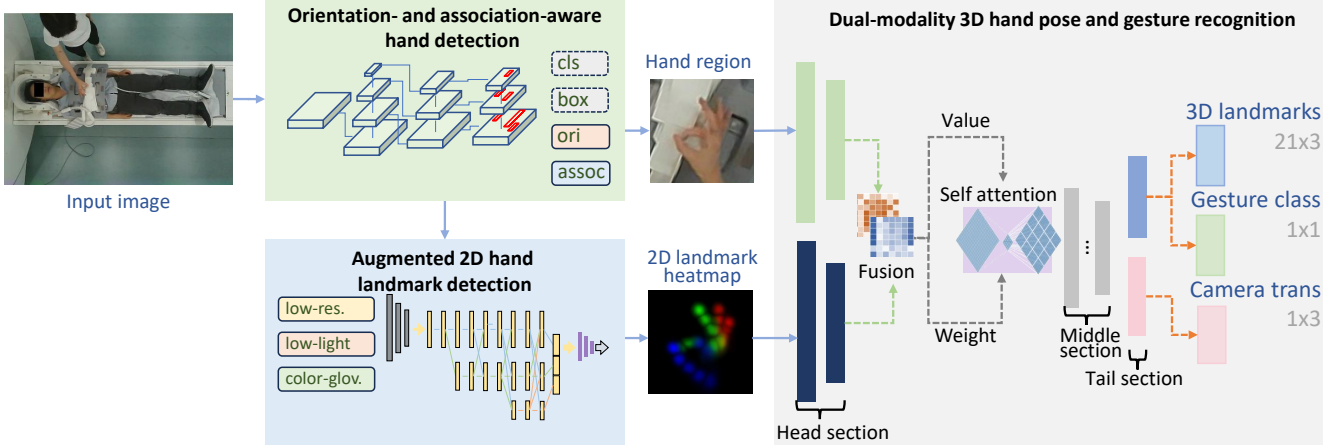 Orientation- and association-aware
hand detection
cls
box
ori
assoc
Input image
Hand region
Augmented 2D hand
landmark detection
low-res.
low-light
color-glov.
2D landmark
heatmap
Dual-modality 3D hand pose and gesture recognition
Value
Self attention
Fusion
Weight
...
Head section
Middle
section
Tail section
3D landmarks
21x3
Gesture class
1x1
Camera trans
1x3